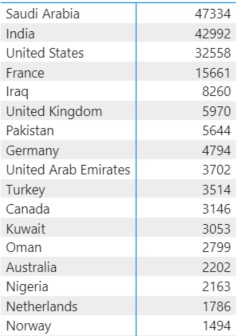 Saudi Arabia 47334
India 42992
United States 32558
France 15661
Iraq 8260
United Kingdom 5970
Pakistan 5644
Germany 4794
United Arab Emirates 3702
Turkey 3514
Canada 3146
Kuwait 3053
Oman 2799
Australia 2202
Nigeria 2163
Netherlands 1786
Norway 1494